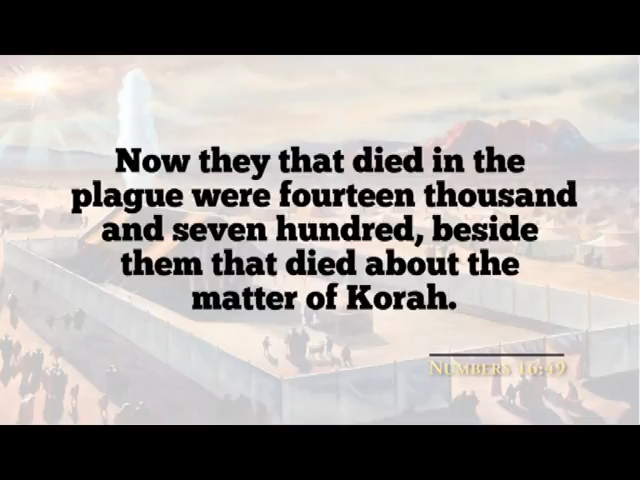 Now they that died in the
plague were fourteen thousand
and seven hundred, beside
them that died about the
matter of Korah.
Numbers 16:49